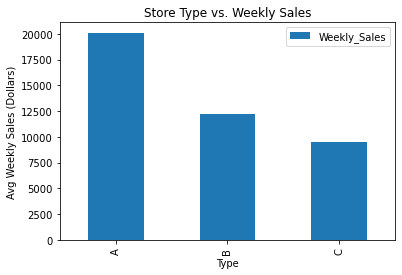 Store Type vs. Weekly Sales
Weekly_Sales
Avg Weekly Sales (Dollars)
20000
17500
15000
12500
10000
7500
5000
2500
0
A
B
C
Type